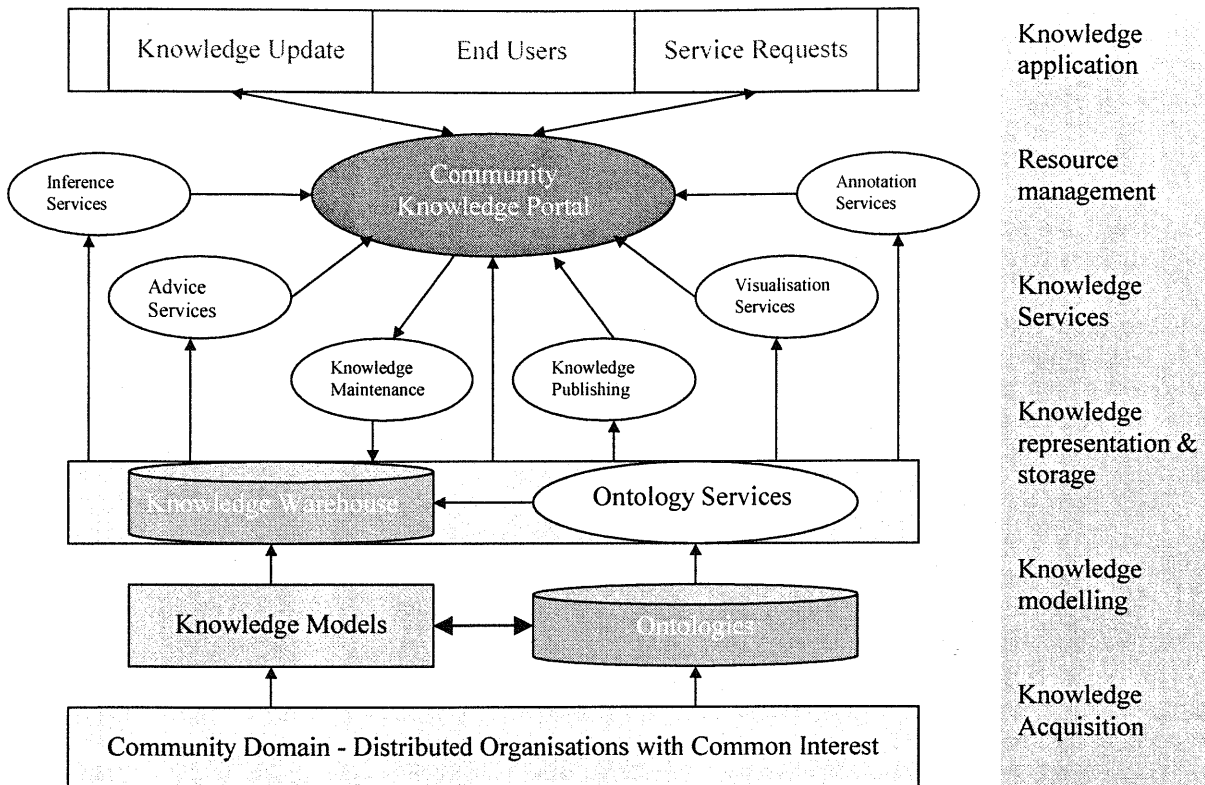 Knowledge Update
End Users
Service Requests
Knowledge
application
Community
Knowledge Portal
Inference
Services
Annotation
Services
Resource
management
Advice
Services
Visualisation
Services
Knowledge
Services
Knowledge
Maintenance
Knowledge
Publishing
Knowledge
representation &
storage
Knowledge Warehouse
Ontology Services
Knowledge Models
Ontologies
Knowledge
modelling
Community Domain - Distributed Organisations with Common Interest
Knowledge
Acquisition